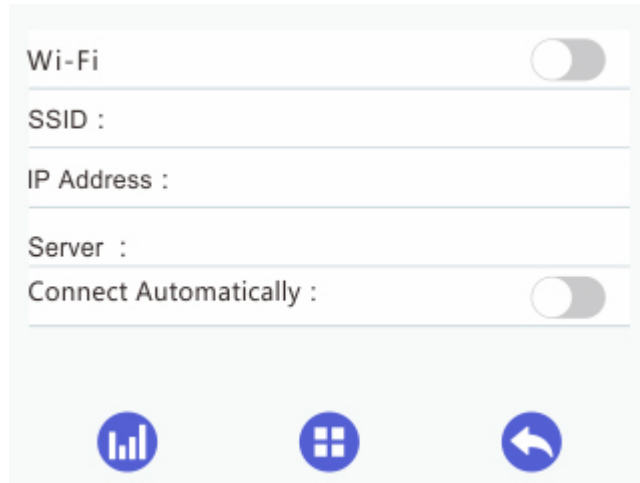 Wi-Fi
SSID :
IP Address :
Server :
Connect Automatically :